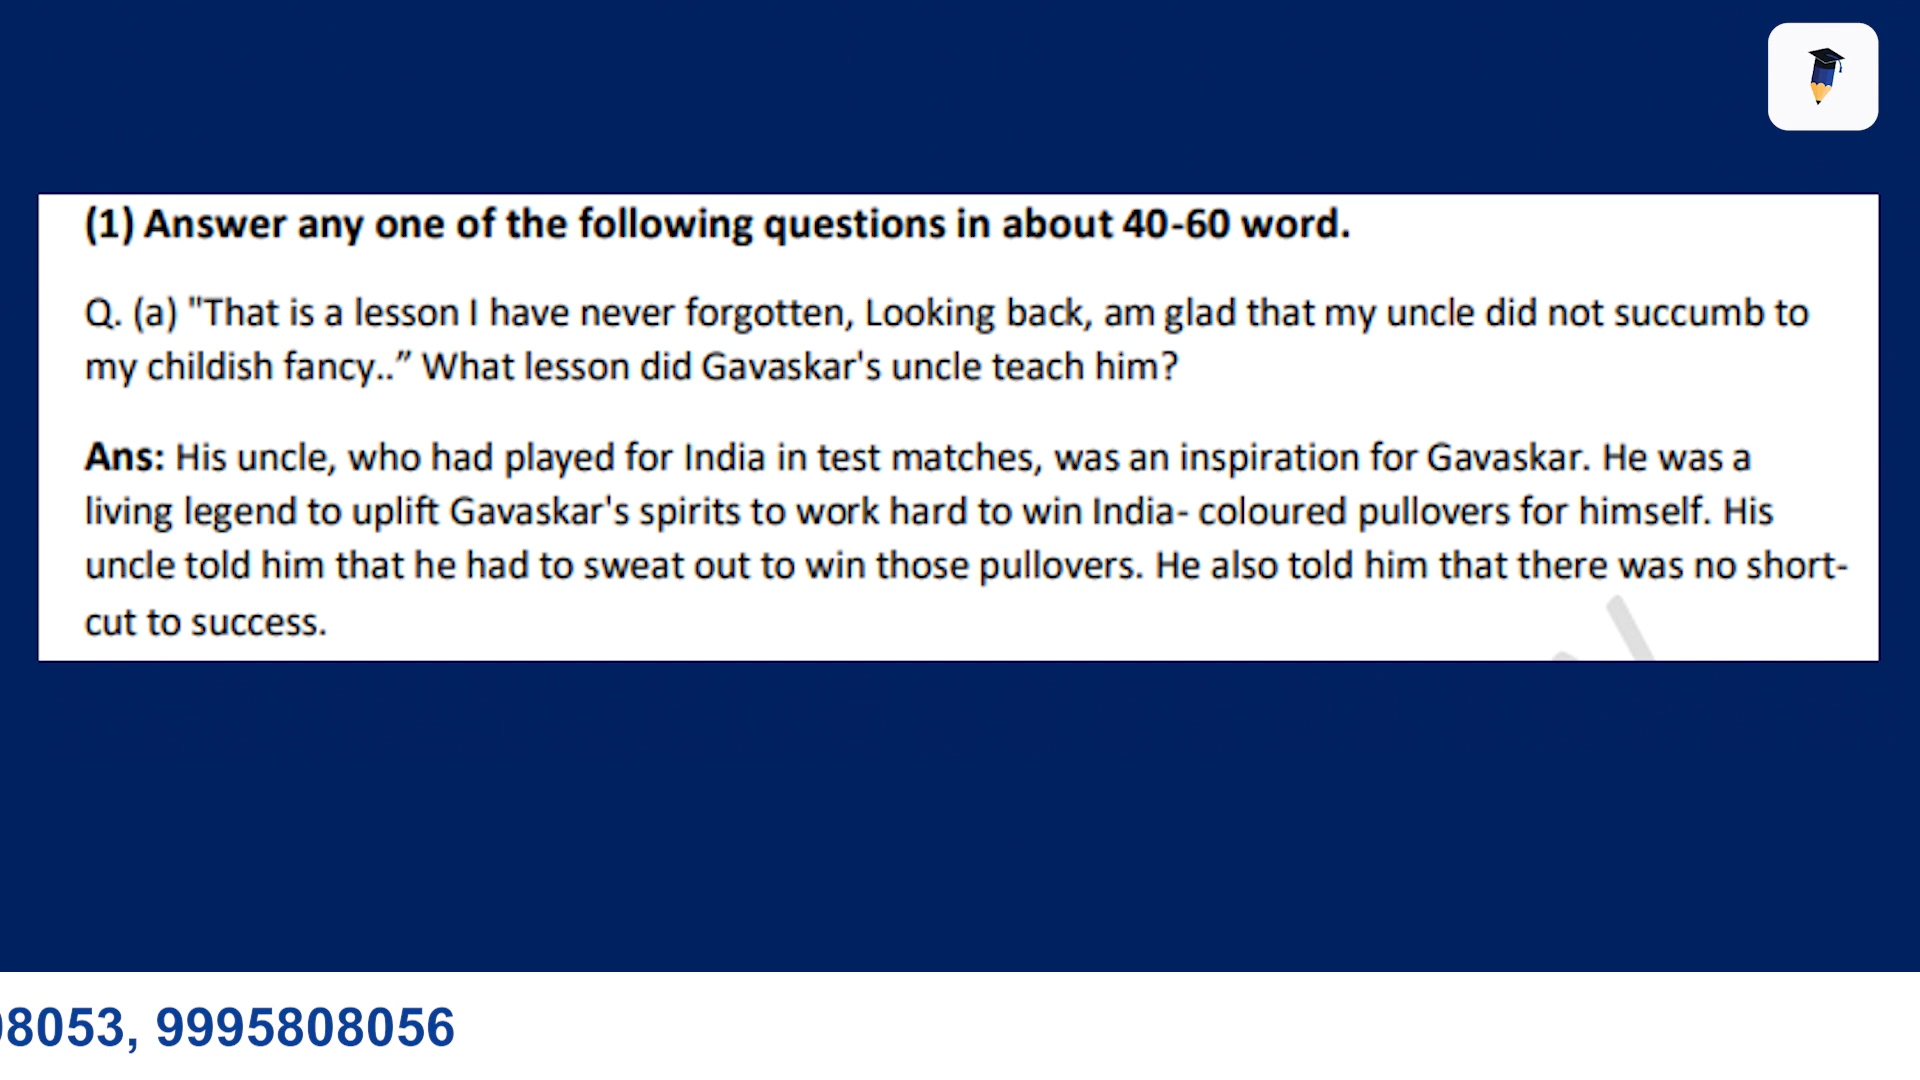 (1) Answer any one of the following questions in about 40-60 word.
Q. (a) "That is a lesson I have never forgotten, Looking back, am glad that my uncle did not succumb to
my childish fancy..” What lesson did Gavaskar's uncle teach him?
Ans: His uncle, who had played for India in test matches, was an inspiration for Gavaskar. He was a
living legend to uplift Gavaskar's spirits to work hard to win India- coloured pullovers for himself. His
uncle told him that he had to sweat out to win those pullovers. He also told him that there was no short-
cut to success.
8053, 9995808056